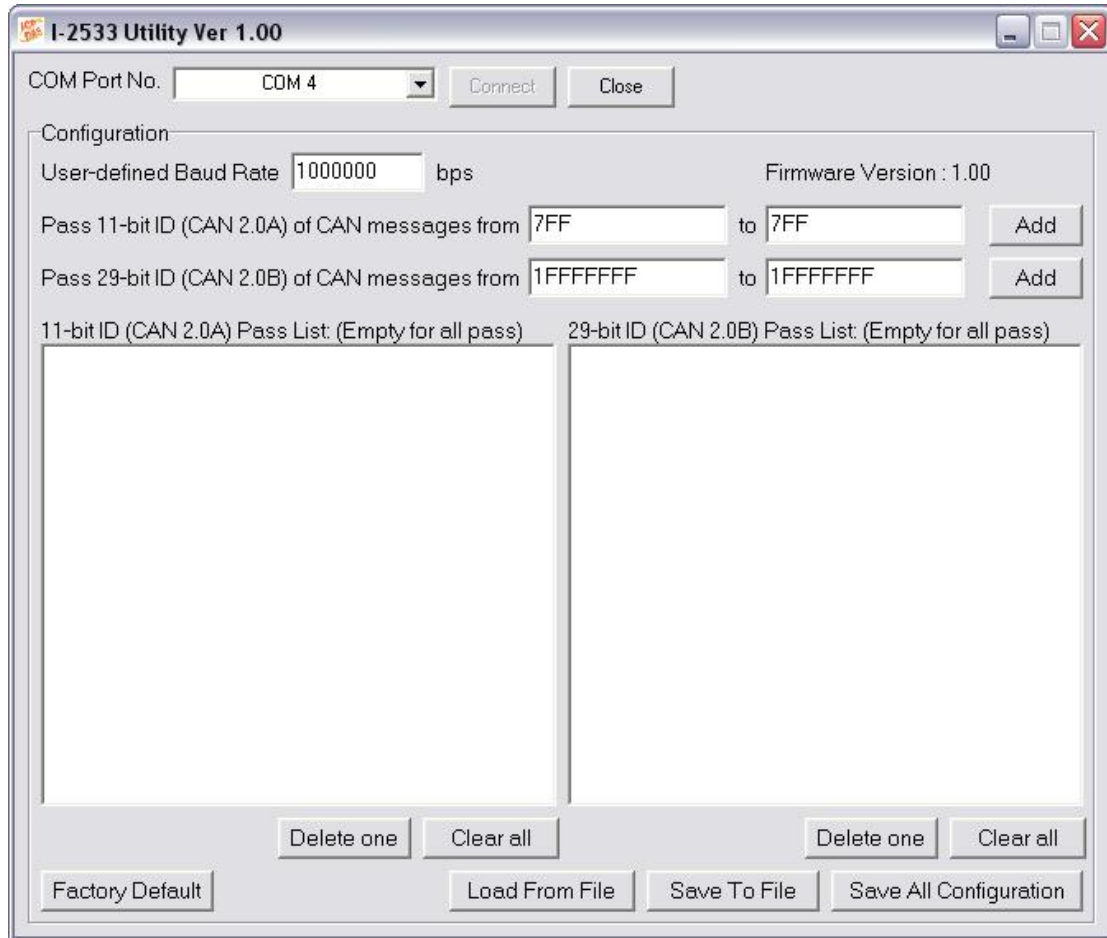 I-2533 Utility Ver 1.00
COM Port No. COM 4 Connect Close
Configuration
User-defined Baud Rate 1000000 bps Firmware Version : 1.00
Pass 11-bit ID (CAN 2.0A) of CAN messages from 7FF to 7FF Add
Pass 29-bit ID (CAN 2.0B) of CAN messages from 1FFFFFFF to 1FFFFFFF Add
11-bit ID (CAN 2.0A) Pass List: (Empty for all pass) 29-bit ID (CAN 2.0B) Pass List: (Empty for all pass)
Delete one Clear all Delete one Clear all
Factory Default Load From File Save To File Save All Configuration